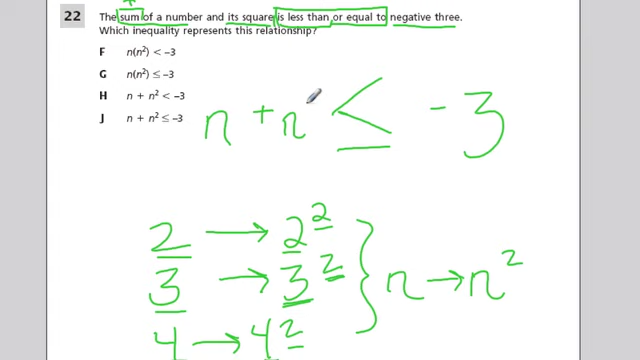 22 The sum of a number and its square is less than or equal to negative three.
Which inequality represents this relationship?
F n(n²) < −3
G n(n²) ≤ −3
H n + n² < −3
J n + n² ≤ −3
n + n ≤ - 3
2 → 2²
3 → 3² } n → n²
4 → 4²